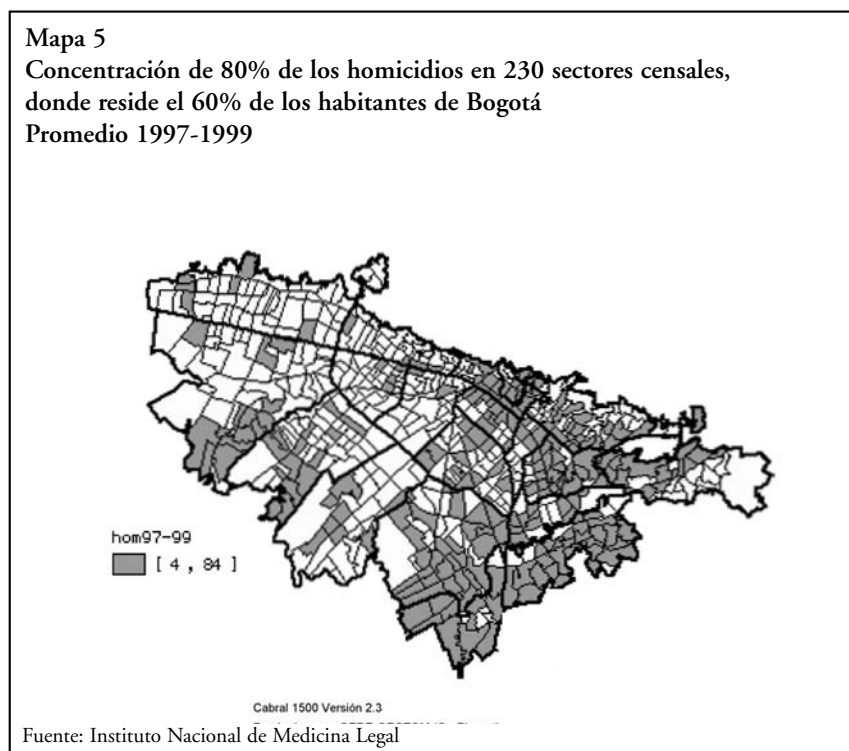 Mapa 5
Concentración de 80% de los homicidios en 230 sectores censales,
donde reside el 60% de los habitantes de Bogotá
Promedio 1997-1999
hom97-99
[ 4 , 84 ]
Cabral 1500 Versión 2.3
Fuente: Instituto Nacional de Medicina Legal